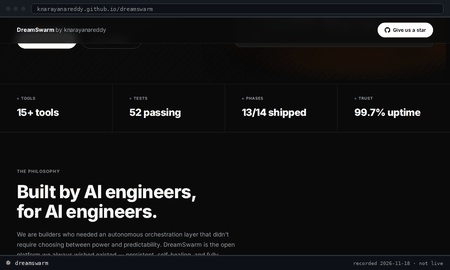 knarayanareddy.github.io/dreamswarm
DreamSwarm by knarayanareddy
Give us a star
TOOLS
15+ tools
TESTS
52 passing
PHASES
13/14 shipped
TRUST
99.7% uptime
THE PHILOSOPHY
Built by AI engineers,
for AI engineers.
We are builders who needed an autonomous orchestration layer that didn't
require choosing between power and predictability. DreamSwarm is the open
dreamswarm
recorded 2026-11-18 · not live